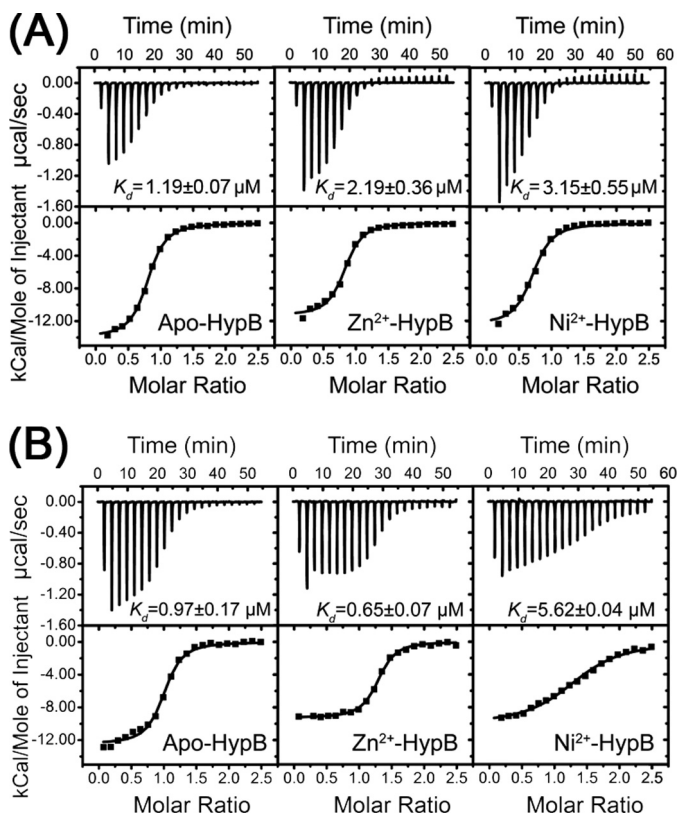 (A)
Time (min)
Time (min)
Time (min)
0 10 20 30 40 50
0 10 20 30 40 50
0 10 20 30 40 50 60
µcal/sec
0.00
-0.40
-0.80
-1.20
-1.60
Kd=1.19±0.07 µM
Kd=2.19±0.36 µM
Kd=3.15±0.55 µM
kCal/Mole of Injectant
0.00
-4.00
-8.00
-12.00
Apo-HypB
Zn2+-HypB
Ni2+-HypB
0.0 0.5 1.0 1.5 2.0 2.5
0.0 0.5 1.0 1.5 2.0 2.5
0.0 0.5 1.0 1.5 2.0 2.5
Molar Ratio
Molar Ratio
Molar Ratio
(B)
Time (min)
Time (min)
Time (min)
0 10 20 30 40 50
0 10 20 30 40 50
0 10 20 30 40 50 60
µcal/sec
0.00
-0.40
-0.80
-1.20
-1.60
Kd=0.97±0.17 µM
Kd=0.65±0.07 µM
Kd=5.62±0.04 µM
kCal/Mole of Injectant
0.00
-4.00
-8.00
-12.00
Apo-HypB
Zn2+-HypB
Ni2+-HypB
0.0 0.5 1.0 1.5 2.0 2.5
0.0 0.5 1.0 1.5 2.0 2.5
0.0 0.5 1.0 1.5 2.0 2.5
Molar Ratio
Molar Ratio
Molar Ratio